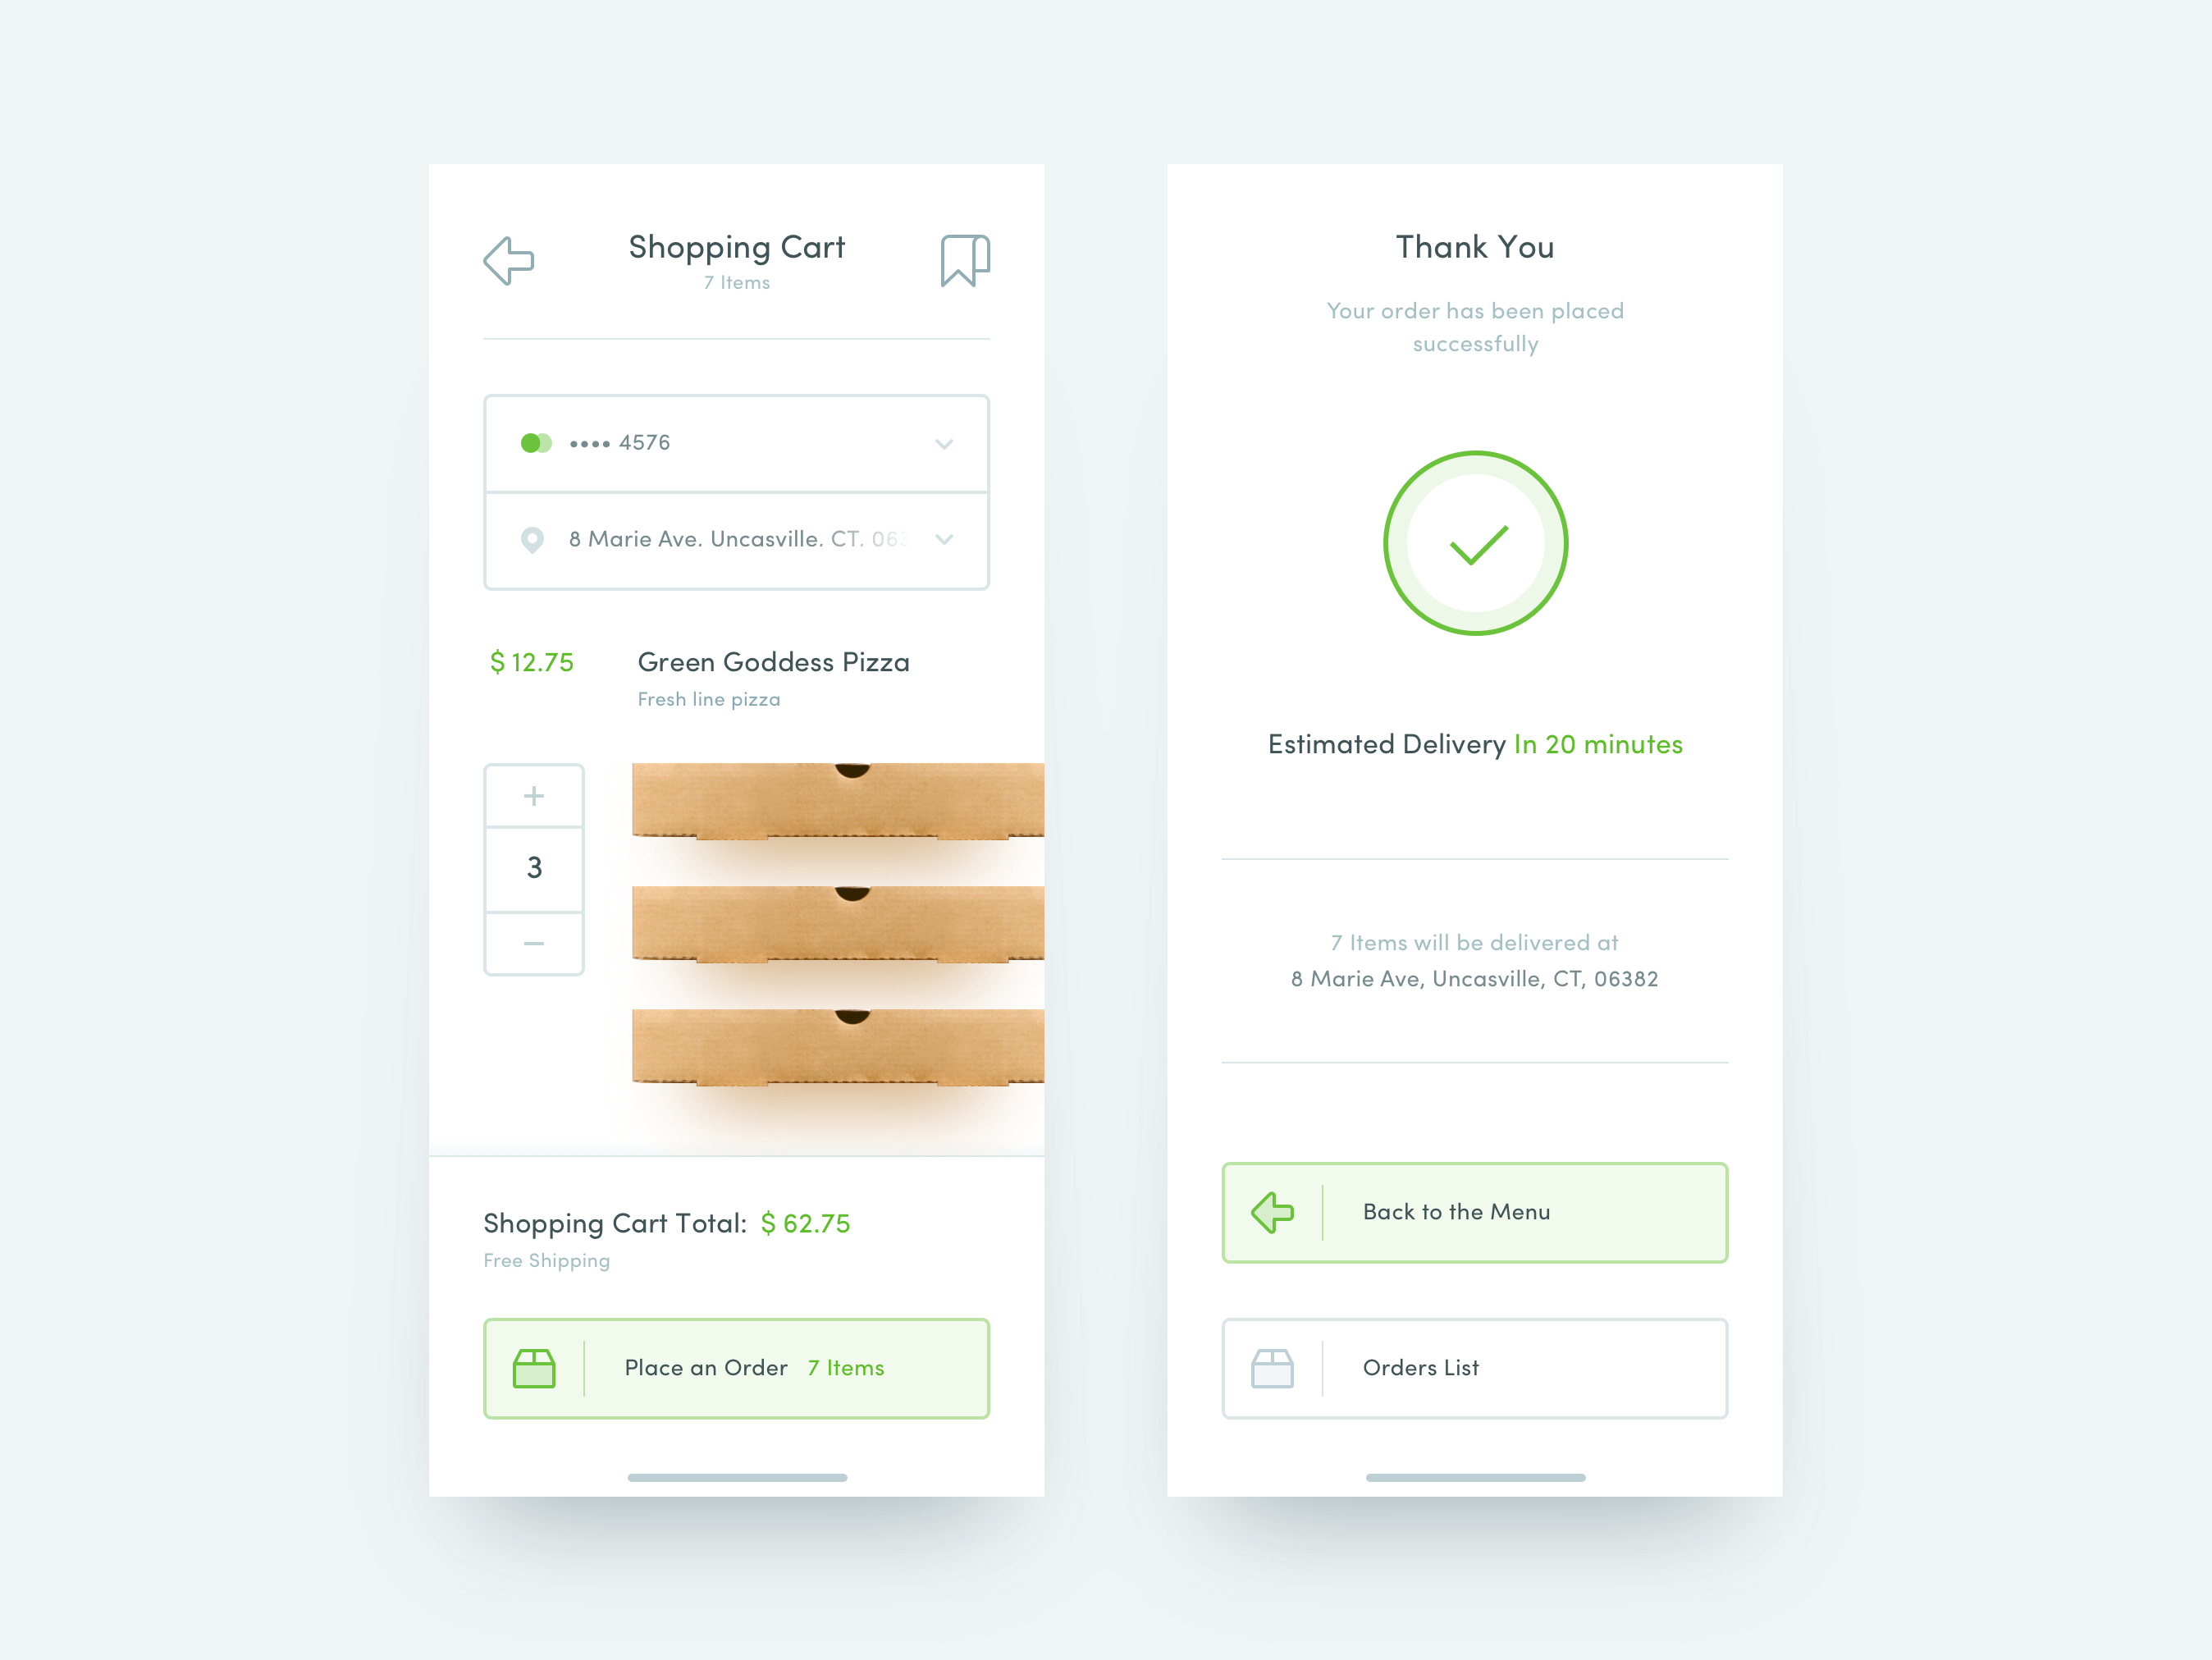 Shopping Cart
7 Items
•••• 4576
8 Marie Ave. Uncasville. CT. 063
$ 12.75
Green Goddess Pizza
Fresh line pizza
+
3
−
Shopping Cart Total: $ 62.75
Free Shipping
Place an Order 7 Items
Thank You
Your order has been placed
successfully
Estimated Delivery In 20 minutes
7 Items will be delivered at
8 Marie Ave, Uncasville, CT, 06382
Back to the Menu
Orders List